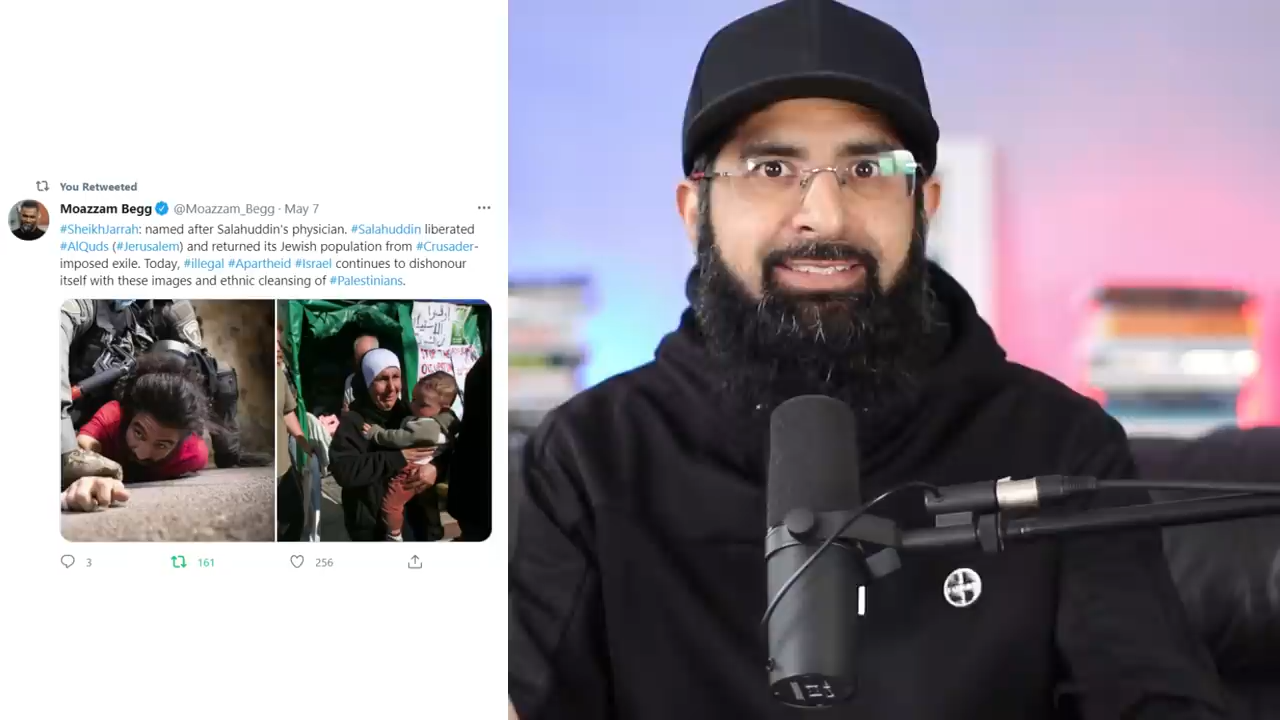 You Retweeted
Moazzam Begg @Moazzam_Begg · May 7
#SheikhJarrah: named after Salahuddin's physician. #Salahuddin liberated
#AlQuds (#Jerusalem) and returned its Jewish population from #Crusader-
imposed exile. Today, #illegal #Apartheid #Israel continues to dishonour
itself with these images and ethnic cleansing of #Palestinians.
3 161 256